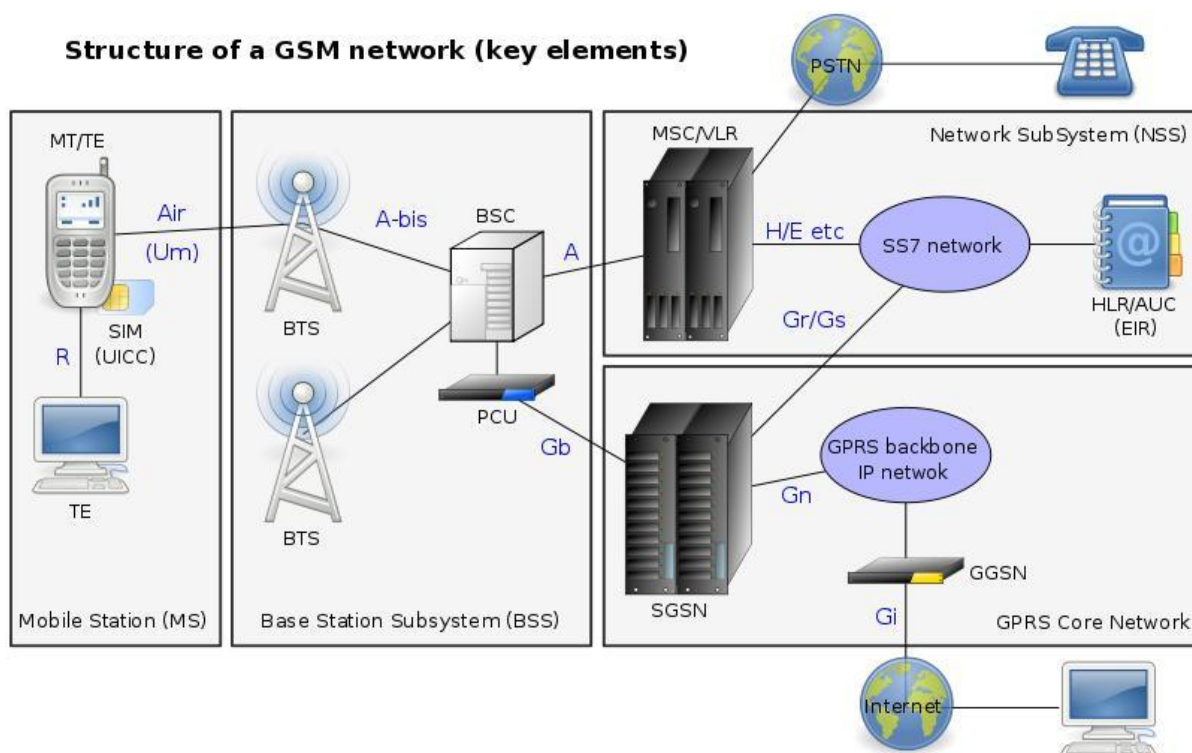 Structure of a GSM network (key elements)
PSTN
MT/TE
MSC/VLR
Network SubSystem (NSS)
Air
(Um)
A-bis
BSC
A
H/E etc
SS7 network
HLR/AUC
(EIR)
SIM
(UICC)
R
BTS
Gr/Gs
PCU
Gb
GPRS backbone
IP netwok
Gn
TE
BTS
SGSN
GGSN
Gi
Mobile Station (MS)
Base Station Subsystem (BSS)
GPRS Core Network
Internet
@